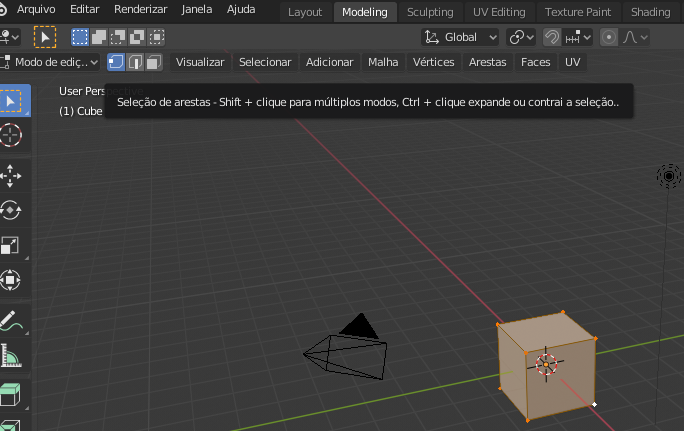 Arquivo Editar Renderizar Janela Ajuda Layout Modeling Sculpting UV Editing Texture Paint Shading
Global
Modo de ediç.. Visualizar Selecionar Adicionar Malha Vértices Arestas Faces UV
User Perspective
Seleção de arestas - Shift + clique para múltiplos modos, Ctrl + clique expande ou contrai a seleção..
(1) Cube